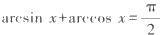 arcsin x+arccos x=π/2